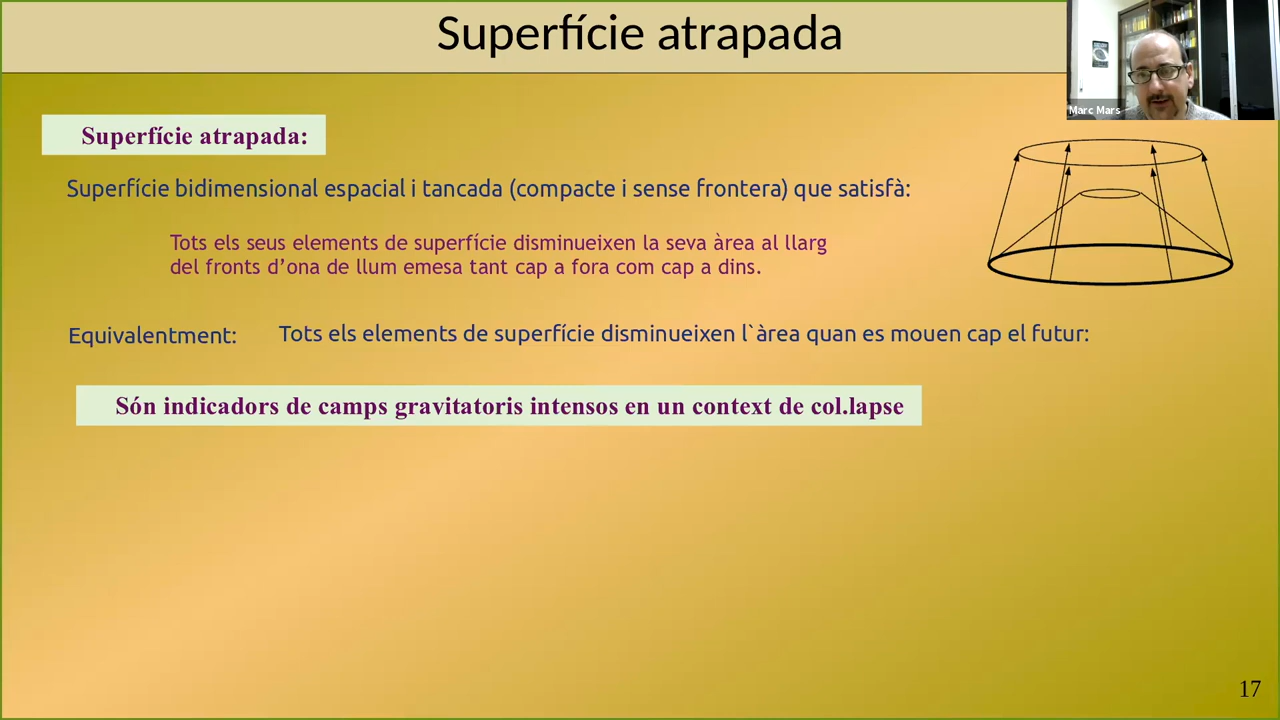 Superfície atrapada
Marc Mars
Superfície atrapada:
Superfície bidimensional espacial i tancada (compacte i sense frontera) que satisfà:
Tots els seus elements de superfície disminueixen la seva àrea al llarg
del fronts d’ona de llum emesa tant cap a fora com cap a dins.
Equivalentment: Tots els elements de superfície disminueixen l`àrea quan es mouen cap el futur:
Són indicadors de camps gravitatoris intensos en un context de col.lapse
17